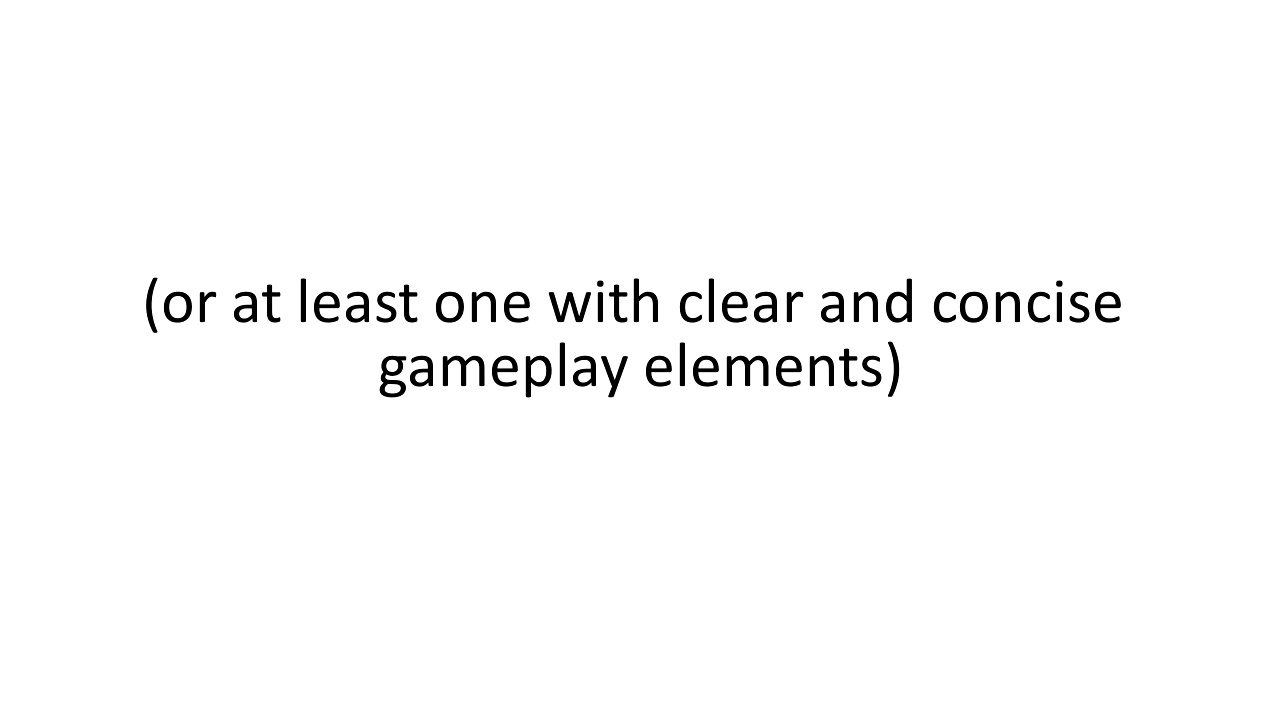 (or at least one with clear and concise
gameplay elements)